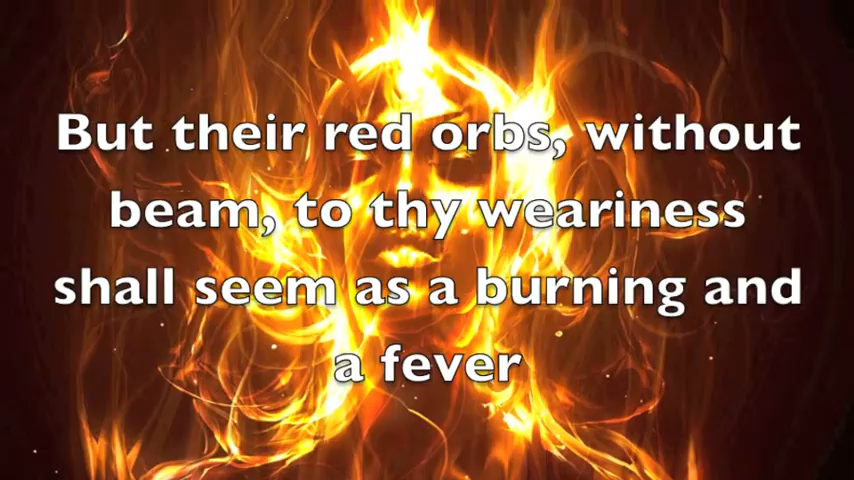 But their red orbs, without
beam, to thy weariness
shall seem as a burning and
a fever